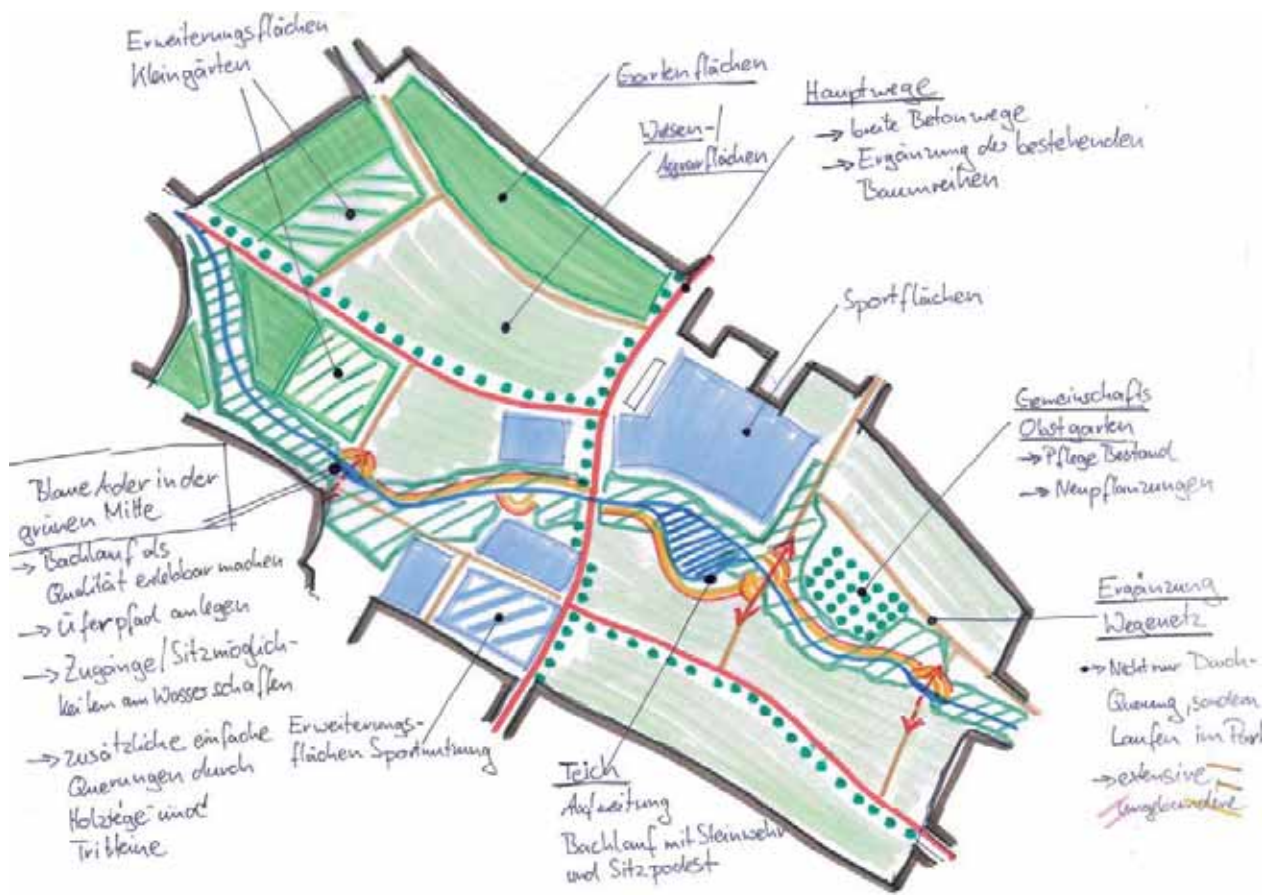 Erweiterungsflächen
Kleingärten
Gartenflächen
Wiesen-/
Agrarflächen
Hauptwege
→ breite Betonwege
→ Ergänzung der bestehenden
Baumreihen
Sportflächen
Gemeinschafts
Obstgarten
→ Pflege Bestand
→ Neupflanzungen
Blaue Ader in der
grünen Mitte
→ Bachlauf als
Qualität erlebbar machen
→ Uferpfad anlegen
→ Zugänge/Sitzmöglich-
keiten am Wasser schaffen
→ zusätzliche einfache
Querungen durch
Holzstege und
Trittsteine
Erweiterungs-
flächen Sportnutzung
Teich
Aufweitung
Bachlauf mit Steinwehr
und Sitzpodest
Ergänzung
Wegenetz
→ Nicht nur Durch-
Querung, sondern
Laufen im Park
→ extensive